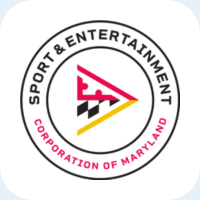 SPORT & ENTERTAINMENT
CORPORATION OF MARYLAND